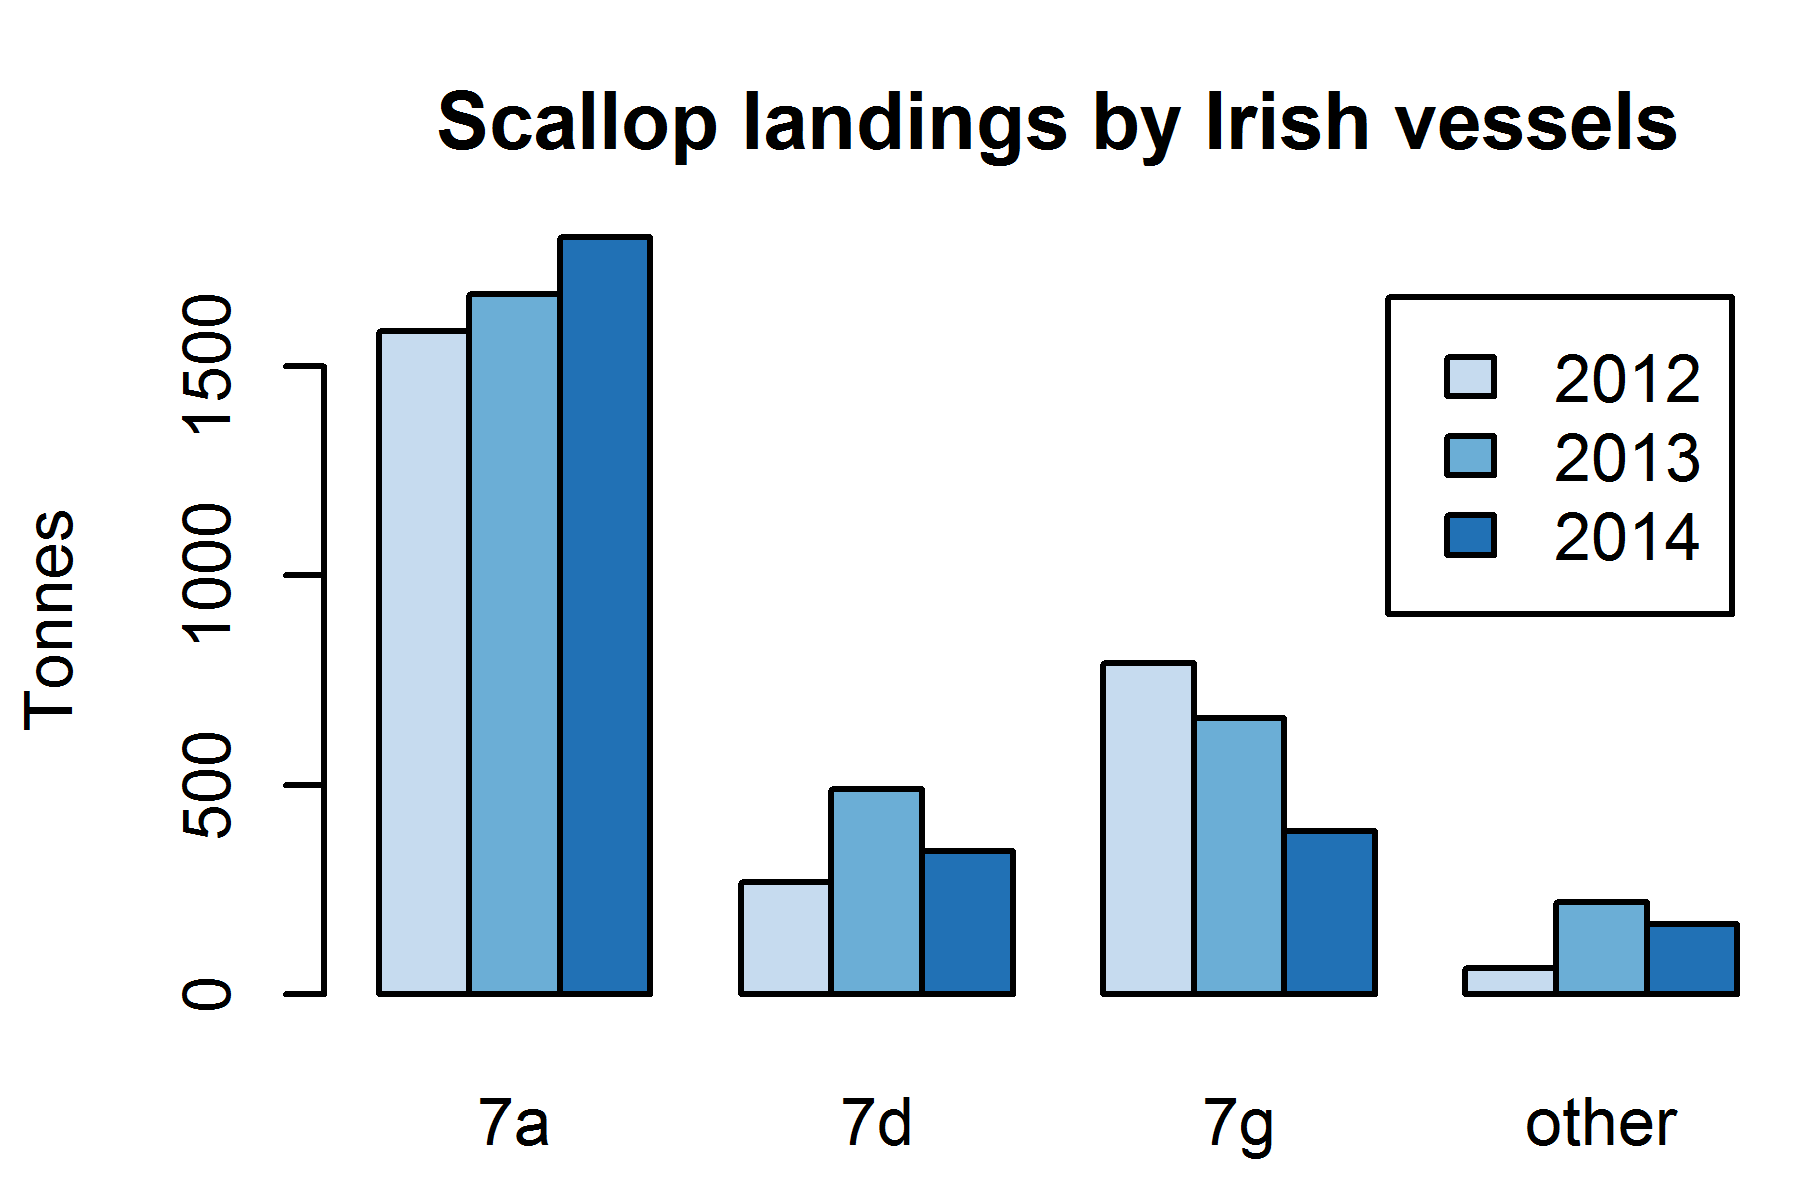 Scallop landings by Irish vessels
Tonnes
1500
1000
500
0
2012
2013
2014
7a
7d
7g
other